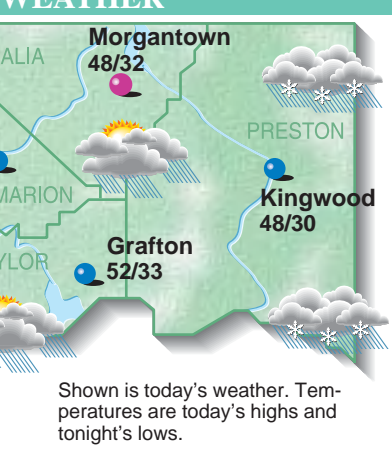 WEATHER
Morgantown
48/32
ALIA
PRESTON
MARION
Kingwood
48/30
Grafton
52/33
YLOR
Shown is today's weather. Tem-
peratures are today's highs and
tonight's lows.